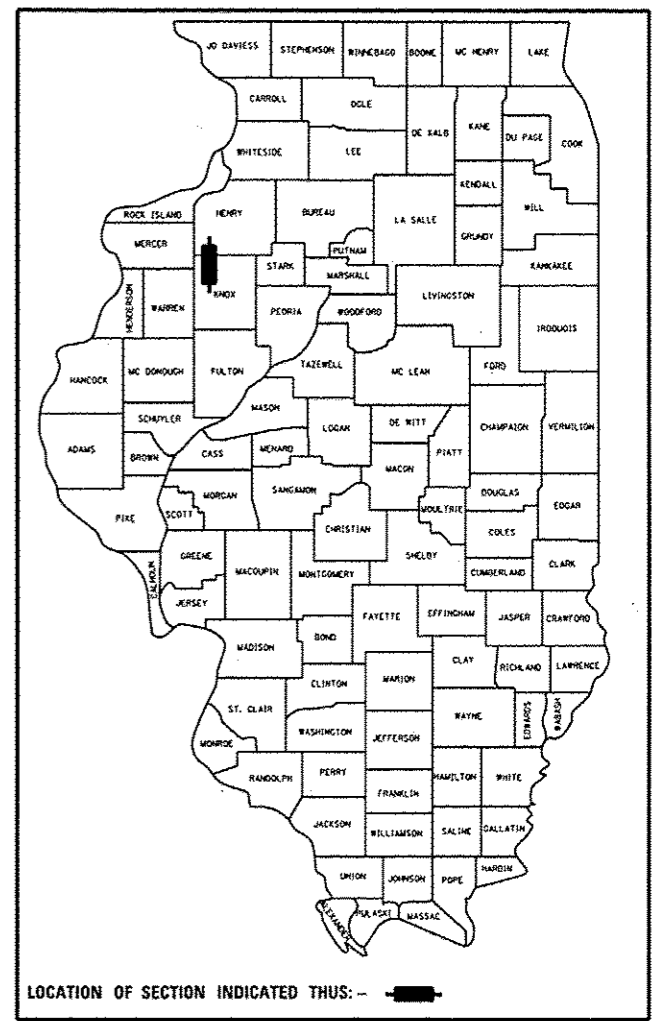 JO DAVIESS STEPHENSON WINNEBAGO BOONE MC HENRY LAKE
CARROLL OGLE DE KALB KANE DU PAGE COOK
WHITESIDE LEE
KENDALL WILL
ROCK ISLAND HENRY BUREAU LA SALLE GRUNDY
MERCER PUTNAM KANKAKEE
STARK MARSHALL
HENDERSON WARREN KNOX PEORIA WOODFORD LIVINGSTON IROQUOIS
HANCOCK MC DONOUGH FULTON TAZEWELL MC LEAN FORD
MASON
SCHUYLER LOGAN DE WITT CHAMPAIGN VERMILION
ADAMS BROWN CASS MENARD PIATT
MACON
PIKE SCOTT MORGAN SANGAMON MOULTRIE DOUGLAS EDGAR
CHRISTIAN COLES
CALHOUN GREENE MACOUPIN MONTGOMERY SHELBY CUMBERLAND CLARK
JERSEY
FAYETTE EFFINGHAM JASPER CRAWFORD
MADISON BOND
CLAY RICHLAND LAWRENCE
CLINTON MARION
ST. CLAIR WAYNE EDWARDS WABASH
MONROE WASHINGTON JEFFERSON
RANDOLPH PERRY HAMILTON WHITE
FRANKLIN
JACKSON WILLIAMSON SALINE GALLATIN
UNION JOHNSON POPE HARDIN
ALEXANDER PULASKI MASSAC
LOCATION OF SECTION INDICATED THUS: –